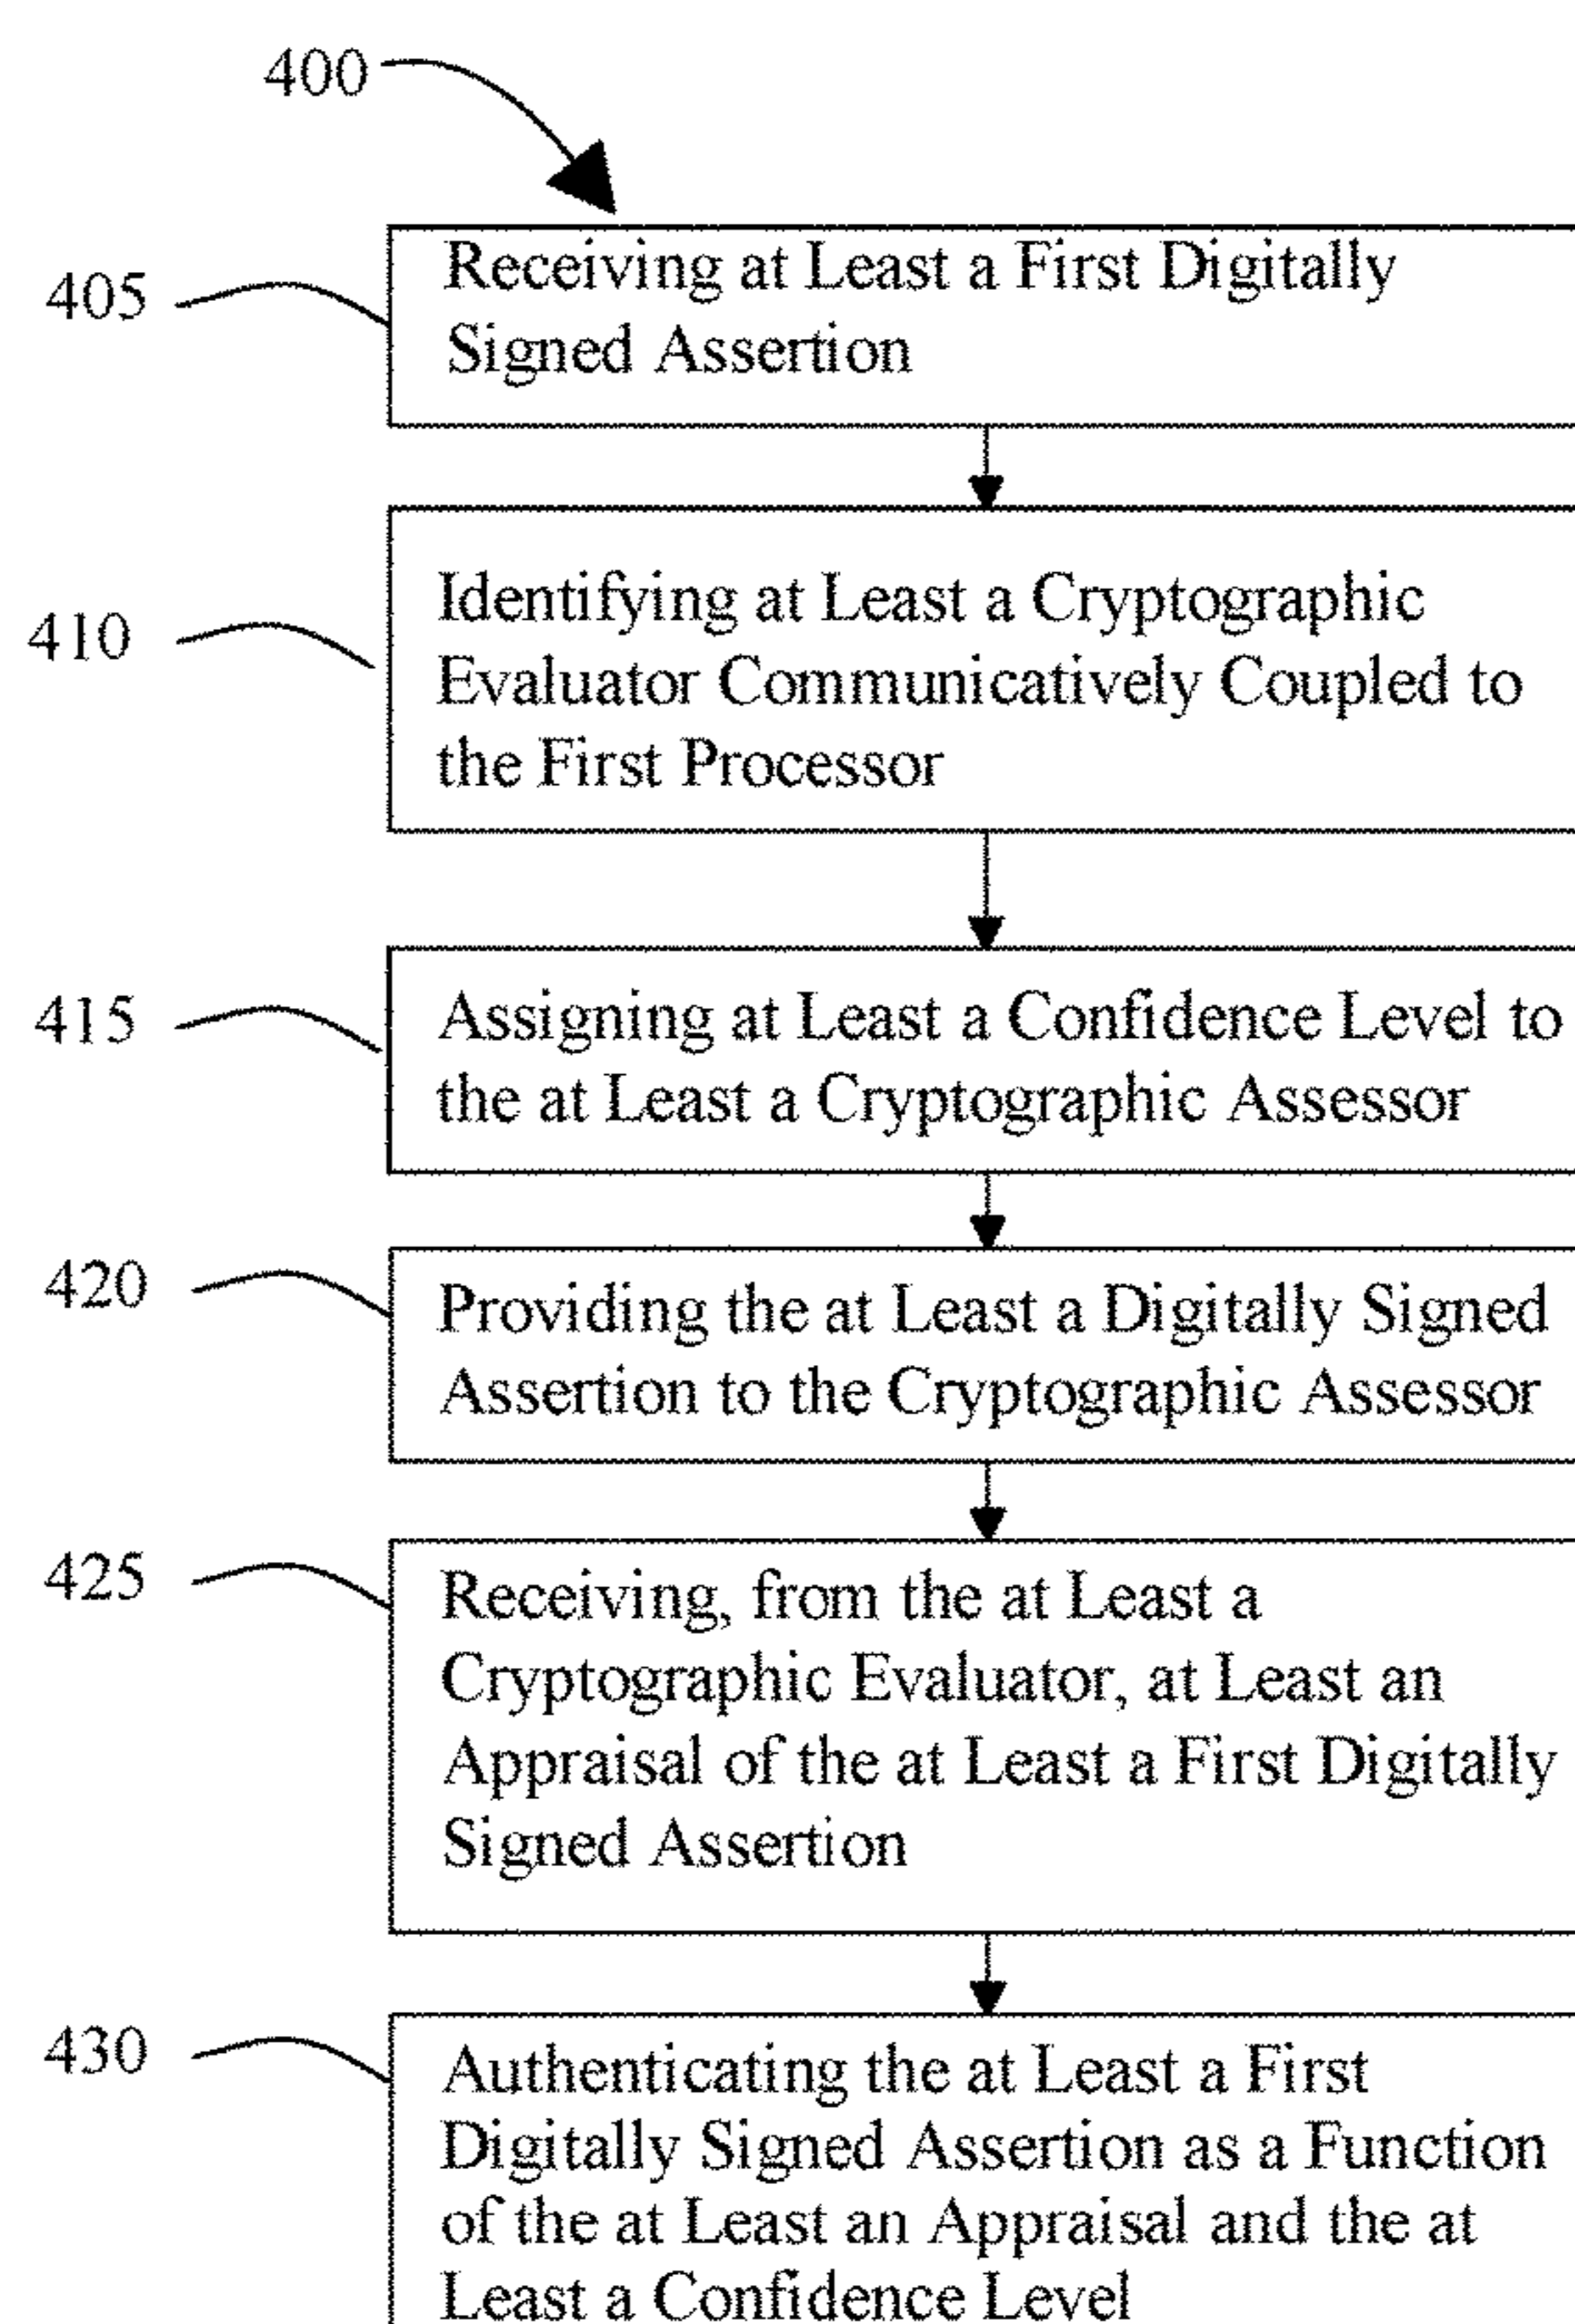 400
405
Receiving at Least a First Digitally
Signed Assertion
410
Identifying at Least a Cryptographic
Evaluator Communicatively Coupled to
the First Processor
415
Assigning at Least a Confidence Level to
the at Least a Cryptographic Assessor
420
Providing the at Least a Digitally Signed
Assertion to the Cryptographic Assessor
425
Receiving, from the at Least a
Cryptographic Evaluator, at Least an
Appraisal of the at Least a First Digitally
Signed Assertion
430
Authenticating the at Least a First
Digitally Signed Assertion as a Function
of the at Least an Appraisal and the at
Least a Confidence Level